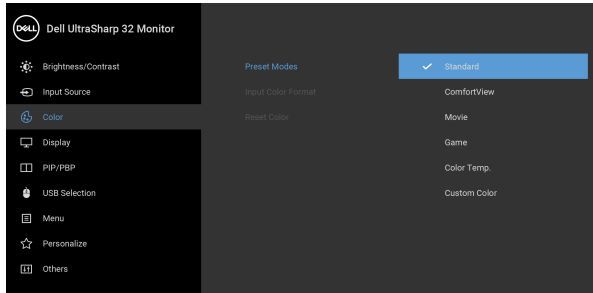 DELL Dell UltraSharp 32 Monitor
Brightness/Contrast
Input Source
Color
Display
PIP/PBP
USB Selection
Menu
Personalize
Others
Preset Modes
Input Color Format
Reset Color
Standard
ComfortView
Movie
Game
Color Temp.
Custom Color